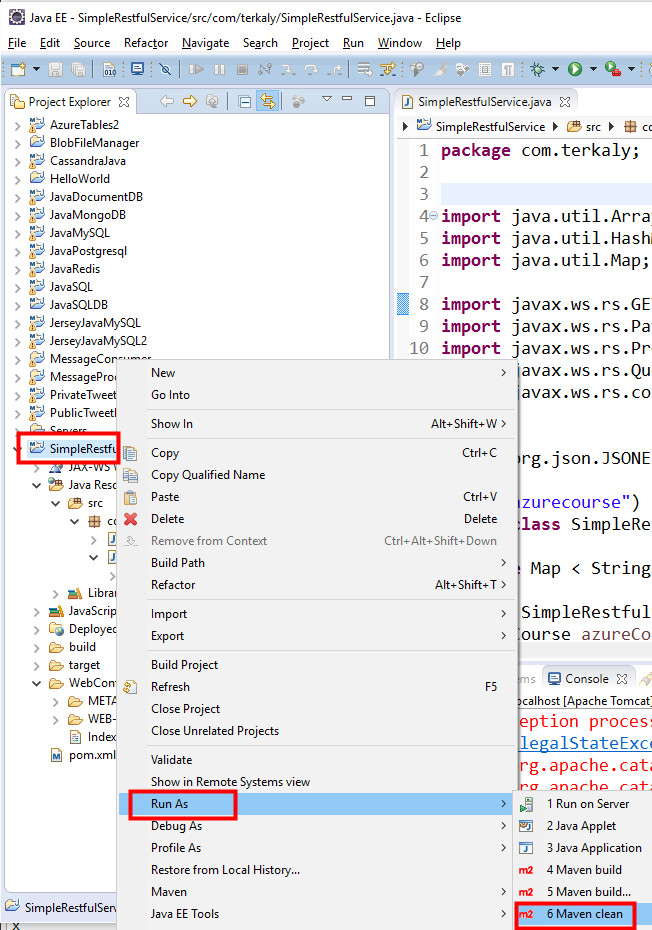 Java EE - SimpleRestfulService/src/com/terkaly/SimpleRestfulService.java - Eclipse
File Edit Source Refactor Navigate Search Project Run Window Help
Project Explorer
AzureTables2
BlobFileManager
CassandraJava
HelloWorld
JavaDocumentDB
JavaMongoDB
JavaMySQL
JavaPostgresql
JavaRedis
JavaSQL
JavaSQLDB
JerseyJavaMySQL
JerseyJavaMySQL2
MessageConsumer
MessageProc
PrivateTweet
PublicTweet
Servers
SimpleRestfu
JAX-WS
Java Resc
src
co
Librar
JavaScrip
Deployed
build
target
WebCont
META
WEB-
Index
pom.xml
SimpleRestfulServ
SimpleRestfulService.java
SimpleRestfulService src co
1 package com.terkaly;
2
3
4 import java.util.Array
5 import java.util.Hash
6 import java.util.Map;
7
8 import javax.ws.rs.GE
9 import javax.ws.rs.Pa
10 import javax.ws.rs.Pr
javax.ws.rs.Qu
javax.ws.rs.co
org.json.JSONE
azurecourse")
class SimpleRe
e Map < String
SimpleRestful
Course azureCo
ems Console
ocalhost [Apache Tomcat]
eption process
legalStateExce
rg.apache.cata
rg.apache.cata
New
Go Into
Show In Alt+Shift+W
Copy Ctrl+C
Copy Qualified Name
Paste Ctrl+V
Delete Delete
Remove from Context Ctrl+Alt+Shift+Down
Build Path
Refactor Alt+Shift+T
Import
Export
Build Project
Refresh F5
Close Project
Close Unrelated Projects
Validate
Show in Remote Systems view
Run As
Debug As
Profile As
Restore from Local History...
Maven
Java EE Tools
1 Run on Server
2 Java Applet
3 Java Application
m2 4 Maven build
m2 5 Maven build...
m2 6 Maven clean